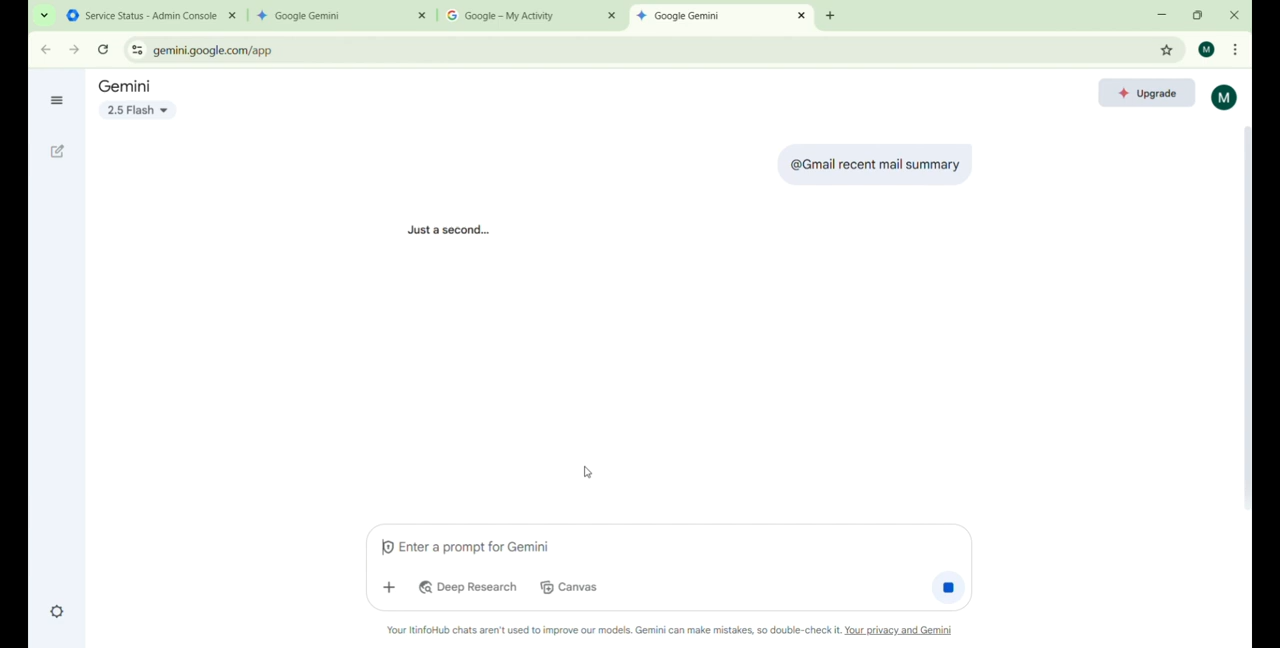 Service Status - Admin Console
Google Gemini
Google – My Activity
Google Gemini
gemini.google.com/app
M
Gemini
2.5 Flash
Upgrade
M
@Gmail recent mail summary
Just a second...
Enter a prompt for Gemini
Deep Research
Canvas
Your ItinfoHub chats aren't used to improve our models. Gemini can make mistakes, so double-check it. Your privacy and Gemini